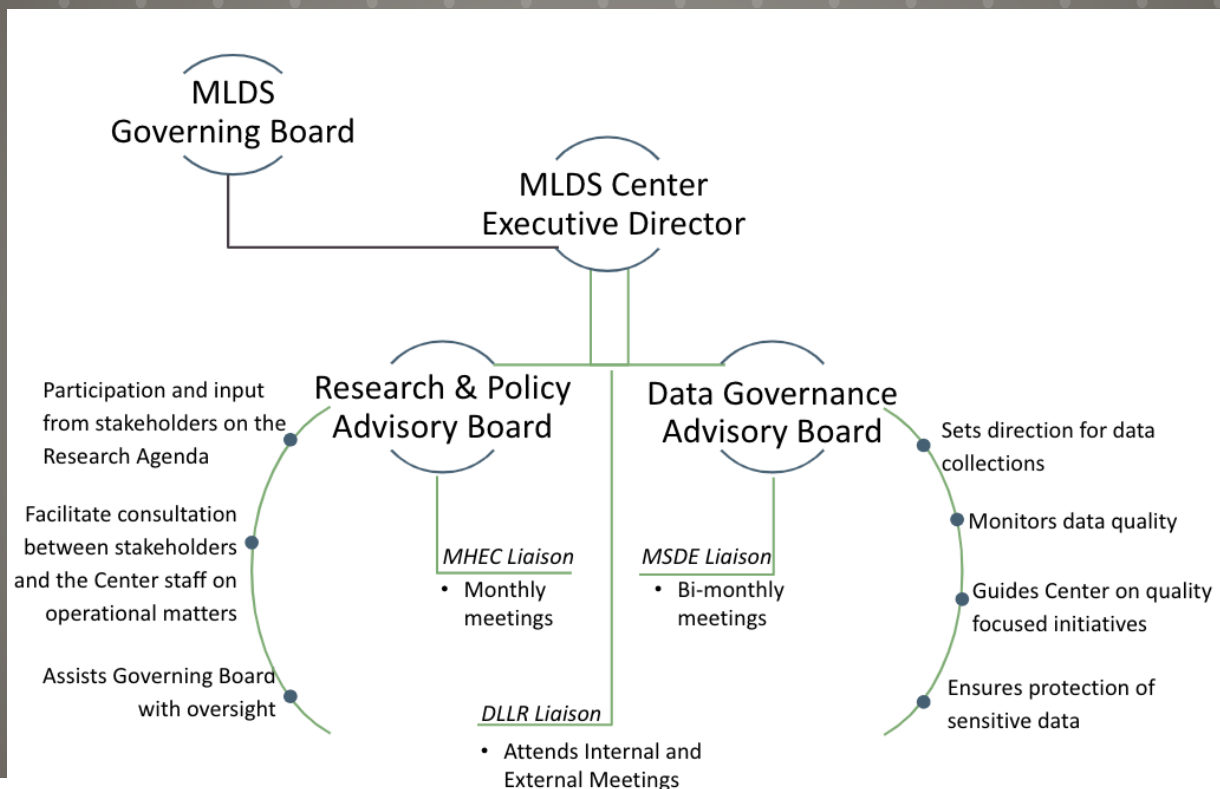 MLDS
Governing Board
MLDS Center
Executive Director
Research & Policy
Advisory Board
Data Governance
Advisory Board
Participation and input
from stakeholders on the
Research Agenda
Facilitate consultation
between stakeholders
and the Center staff on
operational matters
Assists Governing Board
with oversight
MHEC Liaison
• Monthly
meetings
MSDE Liaison
• Bi-monthly
meetings
DLLR Liaison
• Attends Internal and
External Meetings
Sets direction for data
collections
Monitors data quality
Guides Center on quality
focused initiatives
Ensures protection of
sensitive data